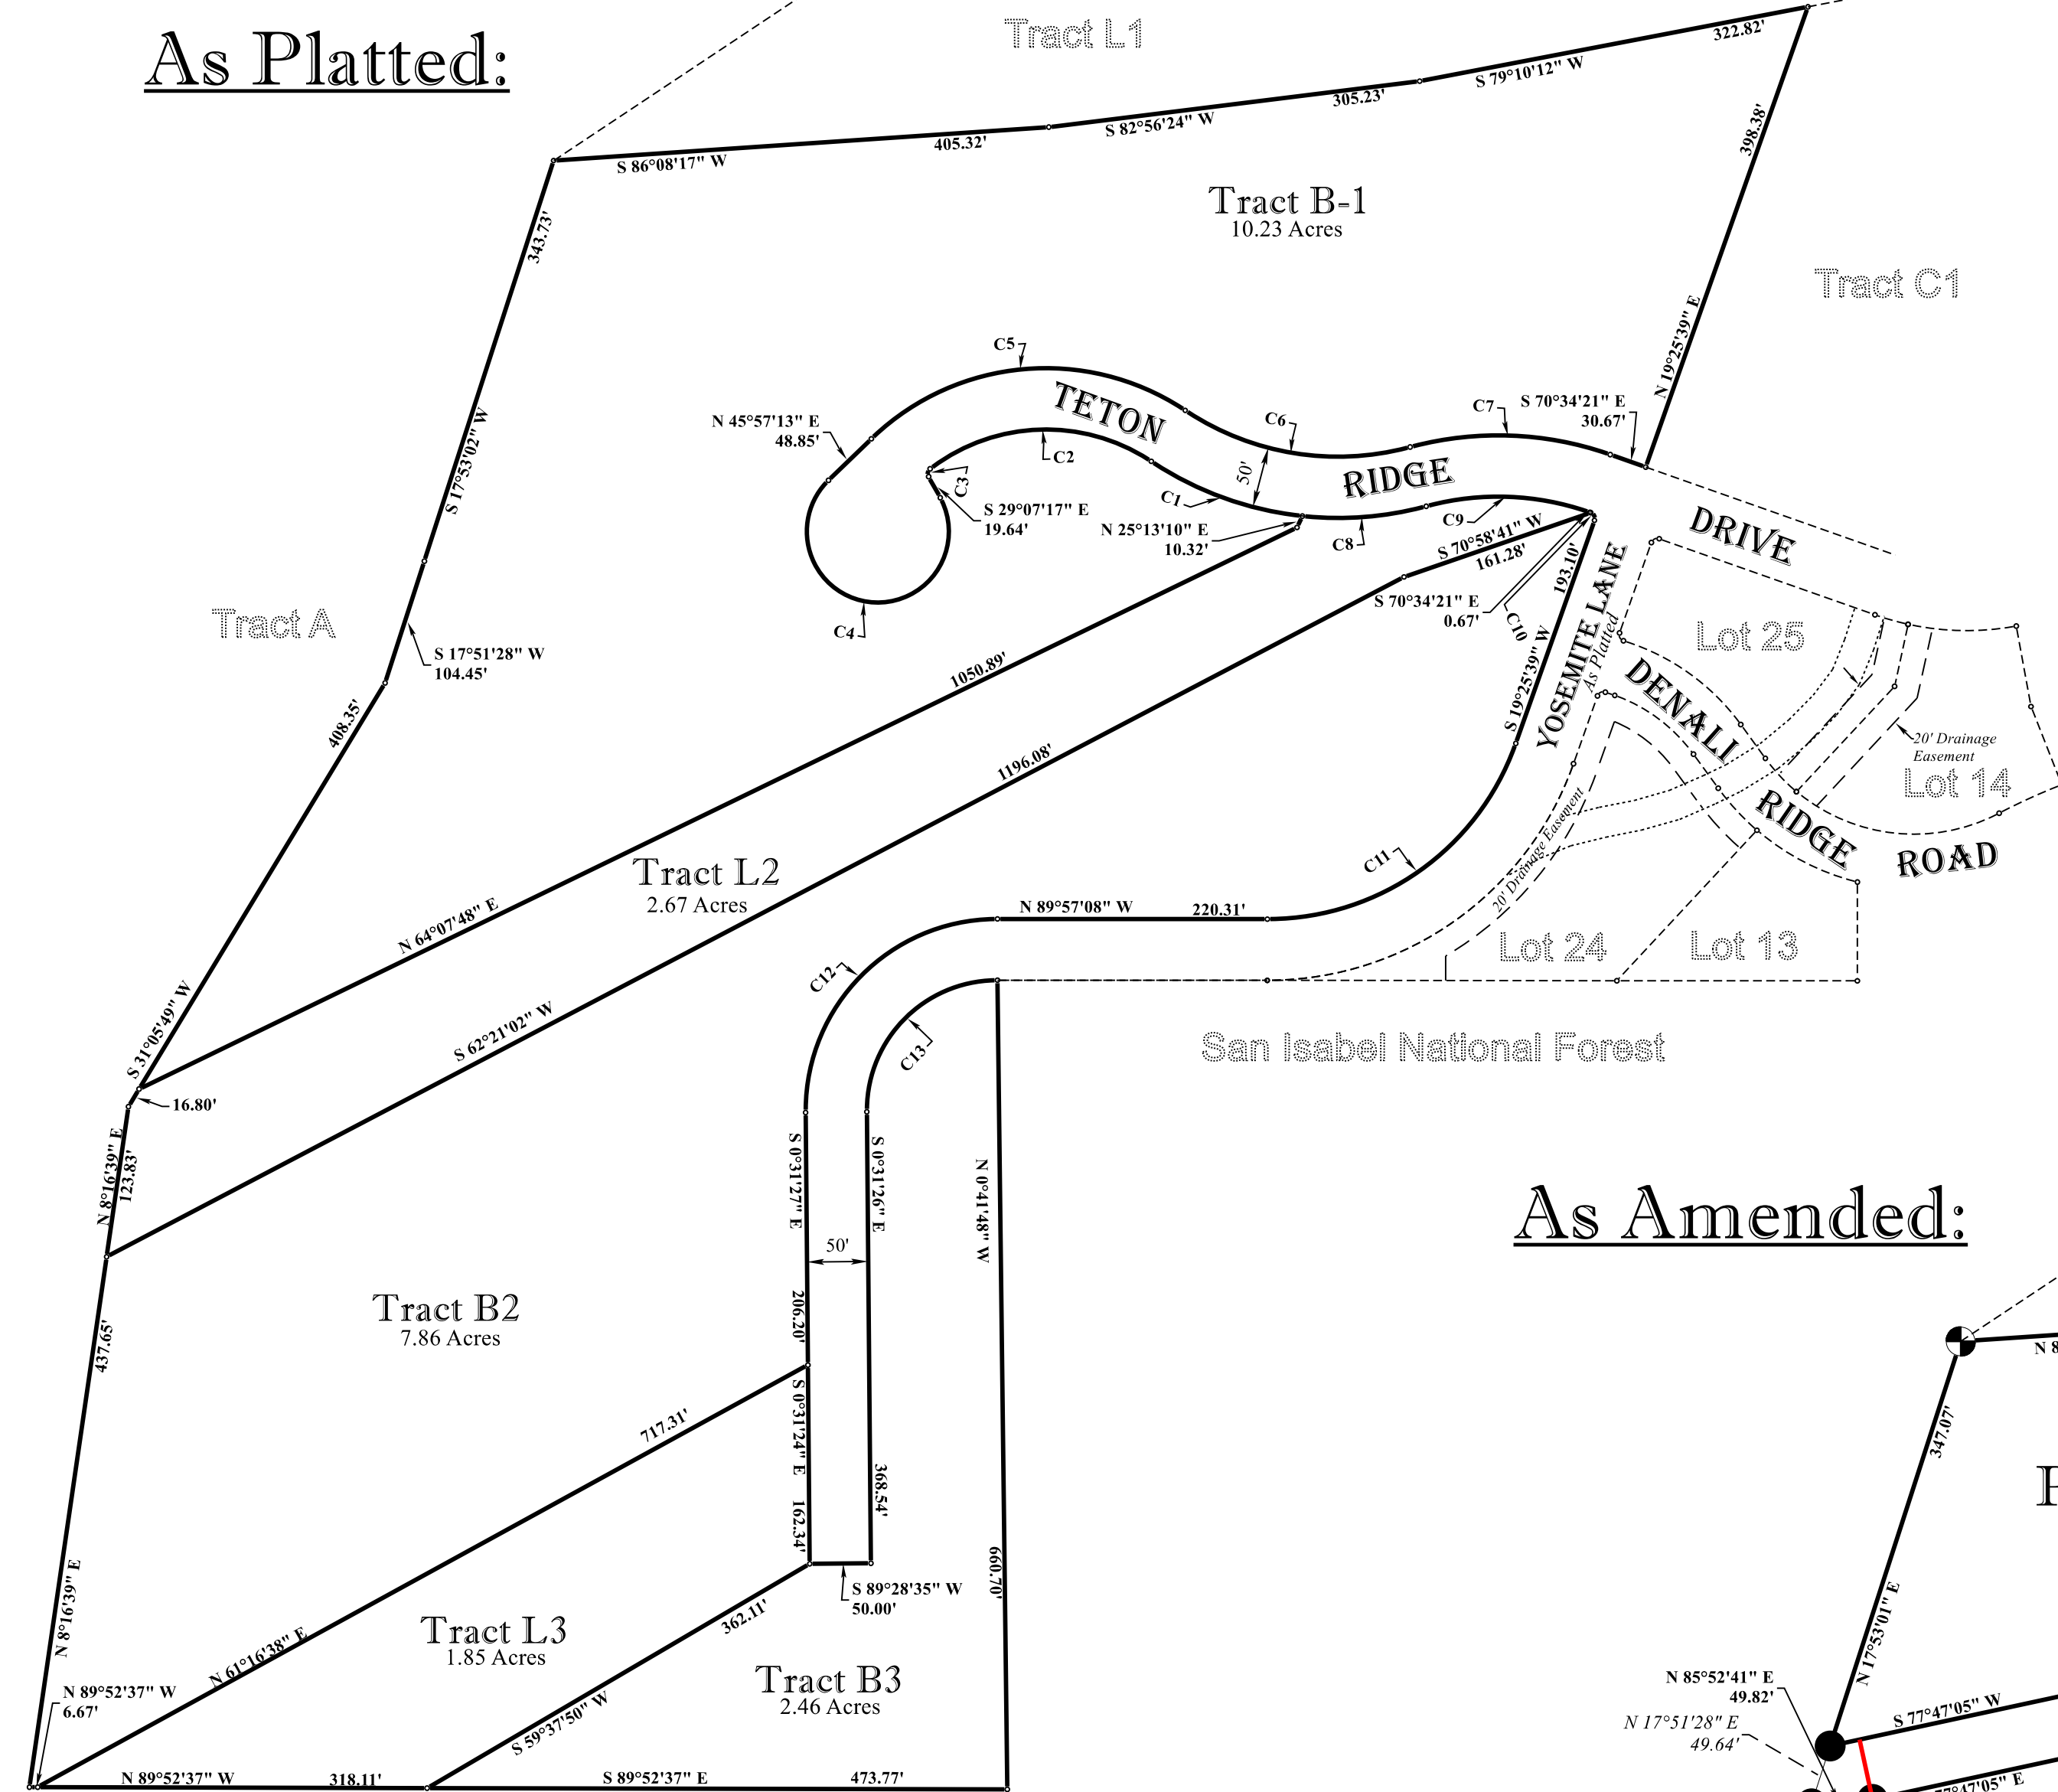 As Platted:
Tract L1
322.82'
S 79°10'12" W
305.23'
S 82°56'24" W
405.32'
S 86°08'17" W
398.38'
Tract B-1
10.23 Acres
343.73'
Tract C1
N 19°25'39" E
C5
TETON
C6
C7
S 70°34'21" E
30.67'
N 45°57'13" E
48.85'
C2
50'
RIDGE
C3
C1
S 17°53'02" W
S 29°07'17" E
19.64'
N 25°13'10" E
10.32'
C8
C9
S 70°58'41" W
161.28'
DRIVE
193.10'
S 70°34'21" E
0.67'
C10
YOSEMITE LANE
As Platted
Tract A
C4
Lot 25
S 17°51'28" W
104.45'
1050.89'
DENALI
408.35'
S 19°25'39" W
1196.08'
20' Drainage
Easement
Lot 14
RIDGE
ROAD
20' Drainage Easement
C11
Tract L2
2.67 Acres
N 64°07'48" E
N 89°57'08" W
220.31'
Lot 24
Lot 13
C12
S 62°21'02" W
C13
San Isabel National Forest
S 31°05'49" W
16.80'
N 8°16'39" E
123.83'
S 0°31'27" E
S 0°31'26" E
N 0°41'48" W
As Amended:
50'
Tract B2
7.86 Acres
206.20'
437.65'
N 8
717.31'
S 0°31'24" E
347.07'
368.54'
162.34'
660.70'
N 8°16'39" E
S 89°28'35" W
50.00'
N 17°53'01" E
N 61°16'38" E
Tract L3
1.85 Acres
362.11'
Tract B3
2.46 Acres
N 85°52'41" E
49.82'
N 89°52'37" W
6.67'
S 59°37'50" W
S 77°47'05" W
N 17°51'28" E
49.64'
N 89°52'37" W
318.11'
S 89°52'37" E
473.77'
77°47'05" E